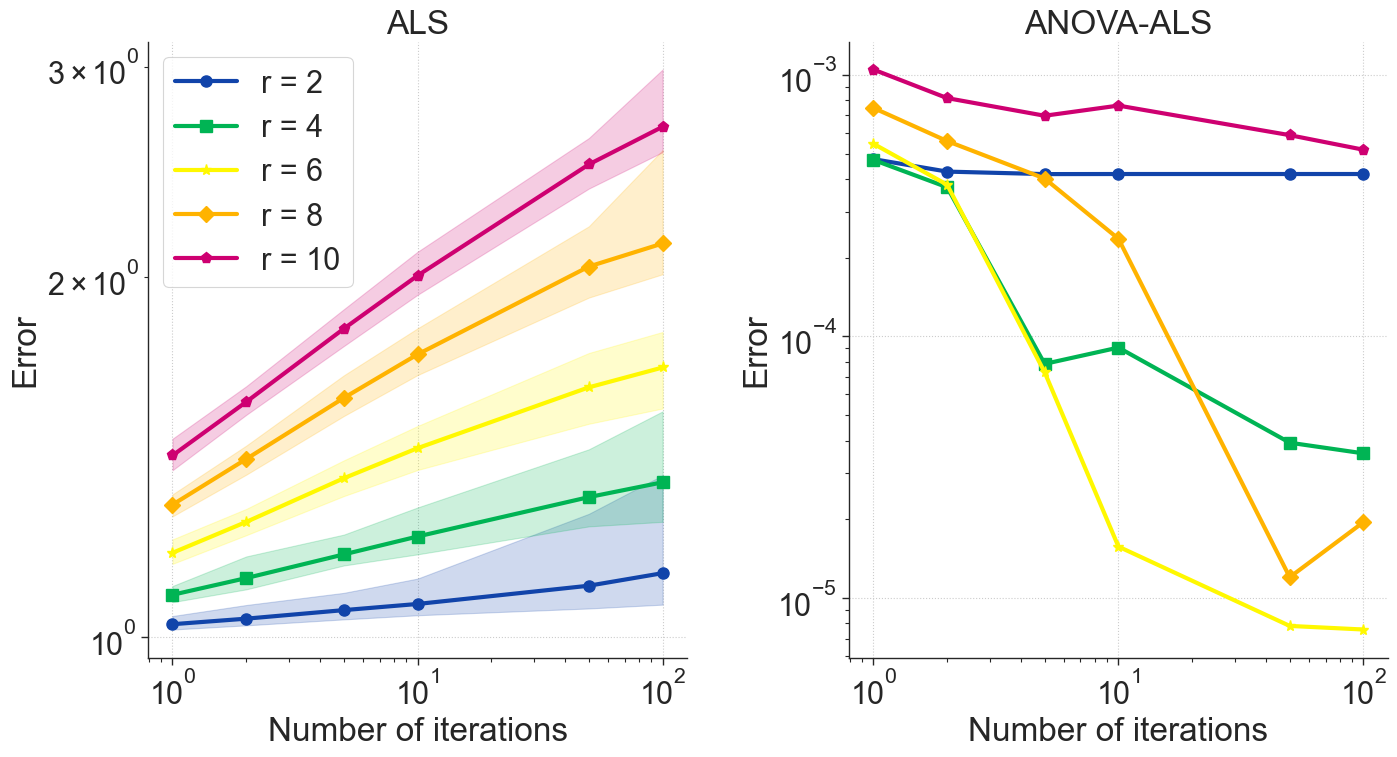 ALS
3 × 10⁰
2 × 10⁰
10⁰
Error
r = 2
r = 4
r = 6
r = 8
r = 10
10⁰ 10¹ 10²
Number of iterations
ANOVA-ALS
10⁻³
10⁻⁴
10⁻⁵
Error
10⁰ 10¹ 10²
Number of iterations